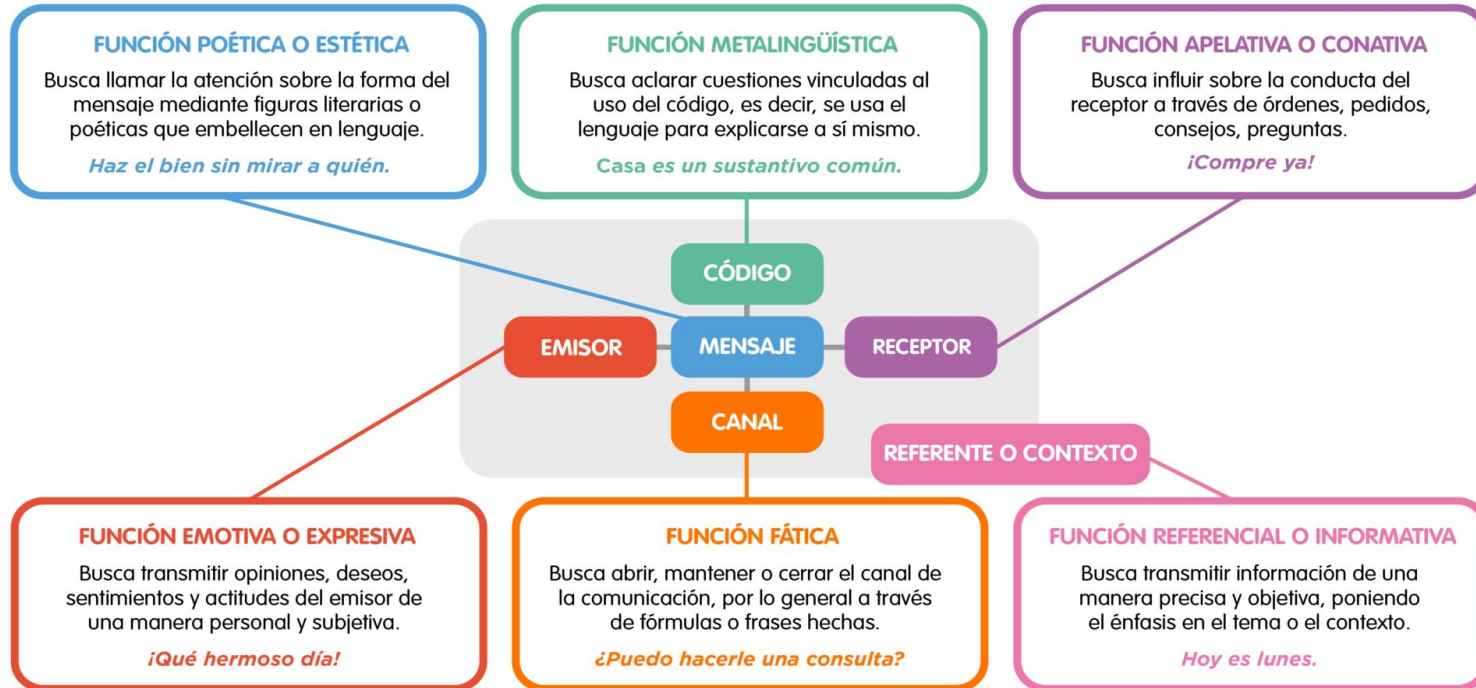 FUNCIÓN POÉTICA O ESTÉTICA
Busca llamar la atención sobre la forma del
mensaje mediante figuras literarias o
poéticas que embellecen en lenguaje.
Haz el bien sin mirar a quién.
FUNCIÓN METALINGÜÍSTICA
Busca aclarar cuestiones vinculadas al
uso del código, es decir, se usa el
lenguaje para explicarse a sí mismo.
Casa es un sustantivo común.
FUNCIÓN APELATIVA O CONATIVA
Busca influir sobre la conducta del
receptor a través de órdenes, pedidos,
consejos, preguntas.
¡Compre ya!
CÓDIGO
EMISOR
MENSAJE
RECEPTOR
CANAL
REFERENTE O CONTEXTO
FUNCIÓN EMOTIVA O EXPRESIVA
Busca transmitir opiniones, deseos,
sentimientos y actitudes del emisor de
una manera personal y subjetiva.
¡Qué hermoso día!
FUNCIÓN FÁTICA
Busca abrir, mantener o cerrar el canal de
la comunicación, por lo general a través
de fórmulas o frases hechas.
¿Puedo hacerle una consulta?
FUNCIÓN REFERENCIAL O INFORMATIVA
Busca transmitir información de una
manera precisa y objetiva, poniendo
el énfasis en el tema o el contexto.
Hoy es lunes.